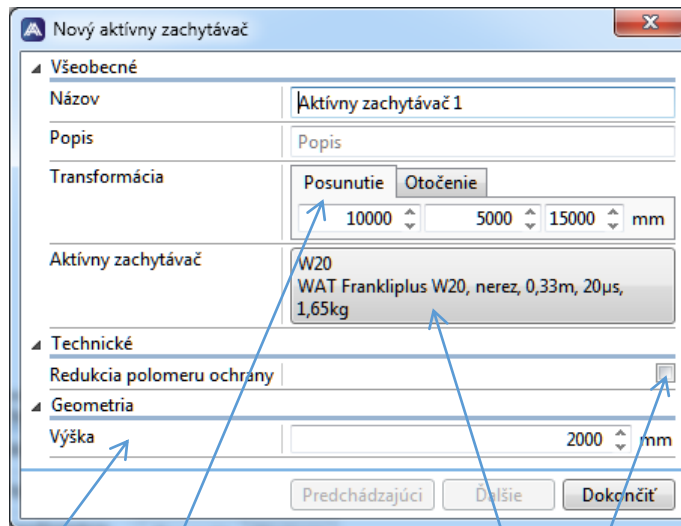 Nový aktívny zachytávač
Všeobecné
Názov Aktívny zachytávač 1
Popis Popis
Transformácia Posunutie Otočenie
10000 5000 15000 mm
Aktívny zachytávač W20
WAT Frankliplus W20, nerez, 0,33m, 20μs,
1,65kg
Technické
Redukcia polomeru ochrany
Geometria
Výška 2000 mm
Predchádzajúci Ďalšie Dokončiť